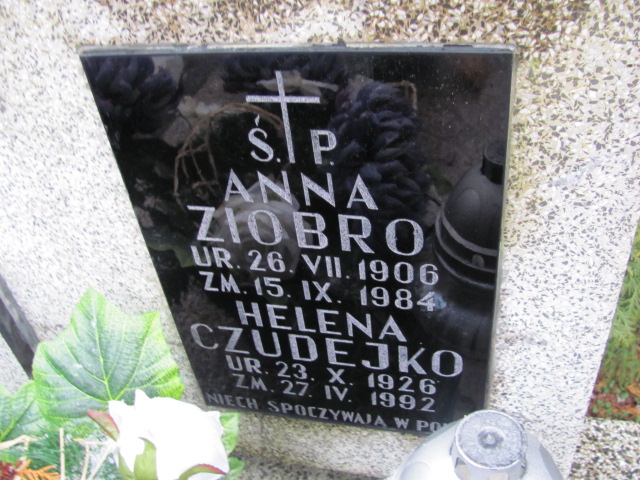 Ś. P.
ANNA
ZIOBRO
UR. 26. VII. 1906
ZM. 15. IX. 1984
HELENA
CZUDEJKO
UR. 23. X. 1926
ZM. 27. IV. 1992
NIECH SPOCZYWAJĄ W